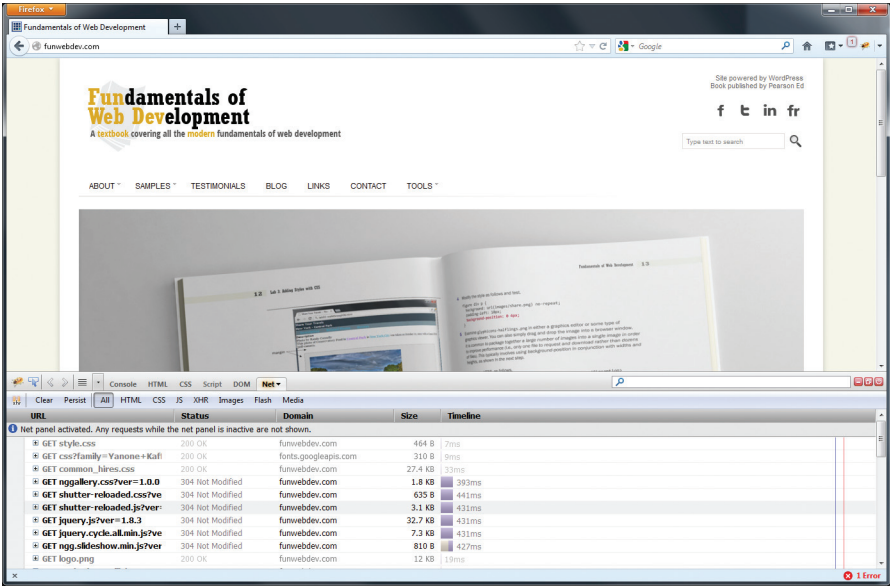 Firefox
Fundamentals of Web Development
funwebdev.com
Google
1
Site powered by WordPress
Book published by Pearson Ed
Fundamentals of
Web Development
A textbook covering all the modern fundamentals of web development
f t in fr
Type text to search
ABOUT SAMPLES TESTIMONIALS BLOG LINKS CONTACT TOOLS
Fundamentals of Web Development
Console HTML CSS Script DOM Net
Clear Persist All HTML CSS JS XHR Images Flash Media
URL Status Domain Size Timeline
Net panel activated. Any requests while the net panel is inactive are not shown.
GET style.css 200 OK funwebdev.com 464 B 7ms
GET css?family=Yanone+Kaf 200 OK fonts.googleapis.com 310 B 9ms
GET common_hires.css 200 OK funwebdev.com 27.4 KB 33ms
GET nggallery.css?ver=1.0.0 304 Not Modified funwebdev.com 1.8 KB 393ms
GET shutter-reloaded.css?ve 304 Not Modified funwebdev.com 635 B 441ms
GET shutter-reloaded.js?ver= 304 Not Modified funwebdev.com 3.1 KB 431ms
GET jquery.js?ver=1.8.3 304 Not Modified funwebdev.com 32.7 KB 431ms
GET jquery.cycle.all.min.js?ve 304 Not Modified funwebdev.com 7.3 KB 431ms
GET ngg.slideshow.min.js?ver 304 Not Modified funwebdev.com 810 B 427ms
GET logo.png 200 OK funwebdev.com 12 KB 19ms
1 Error